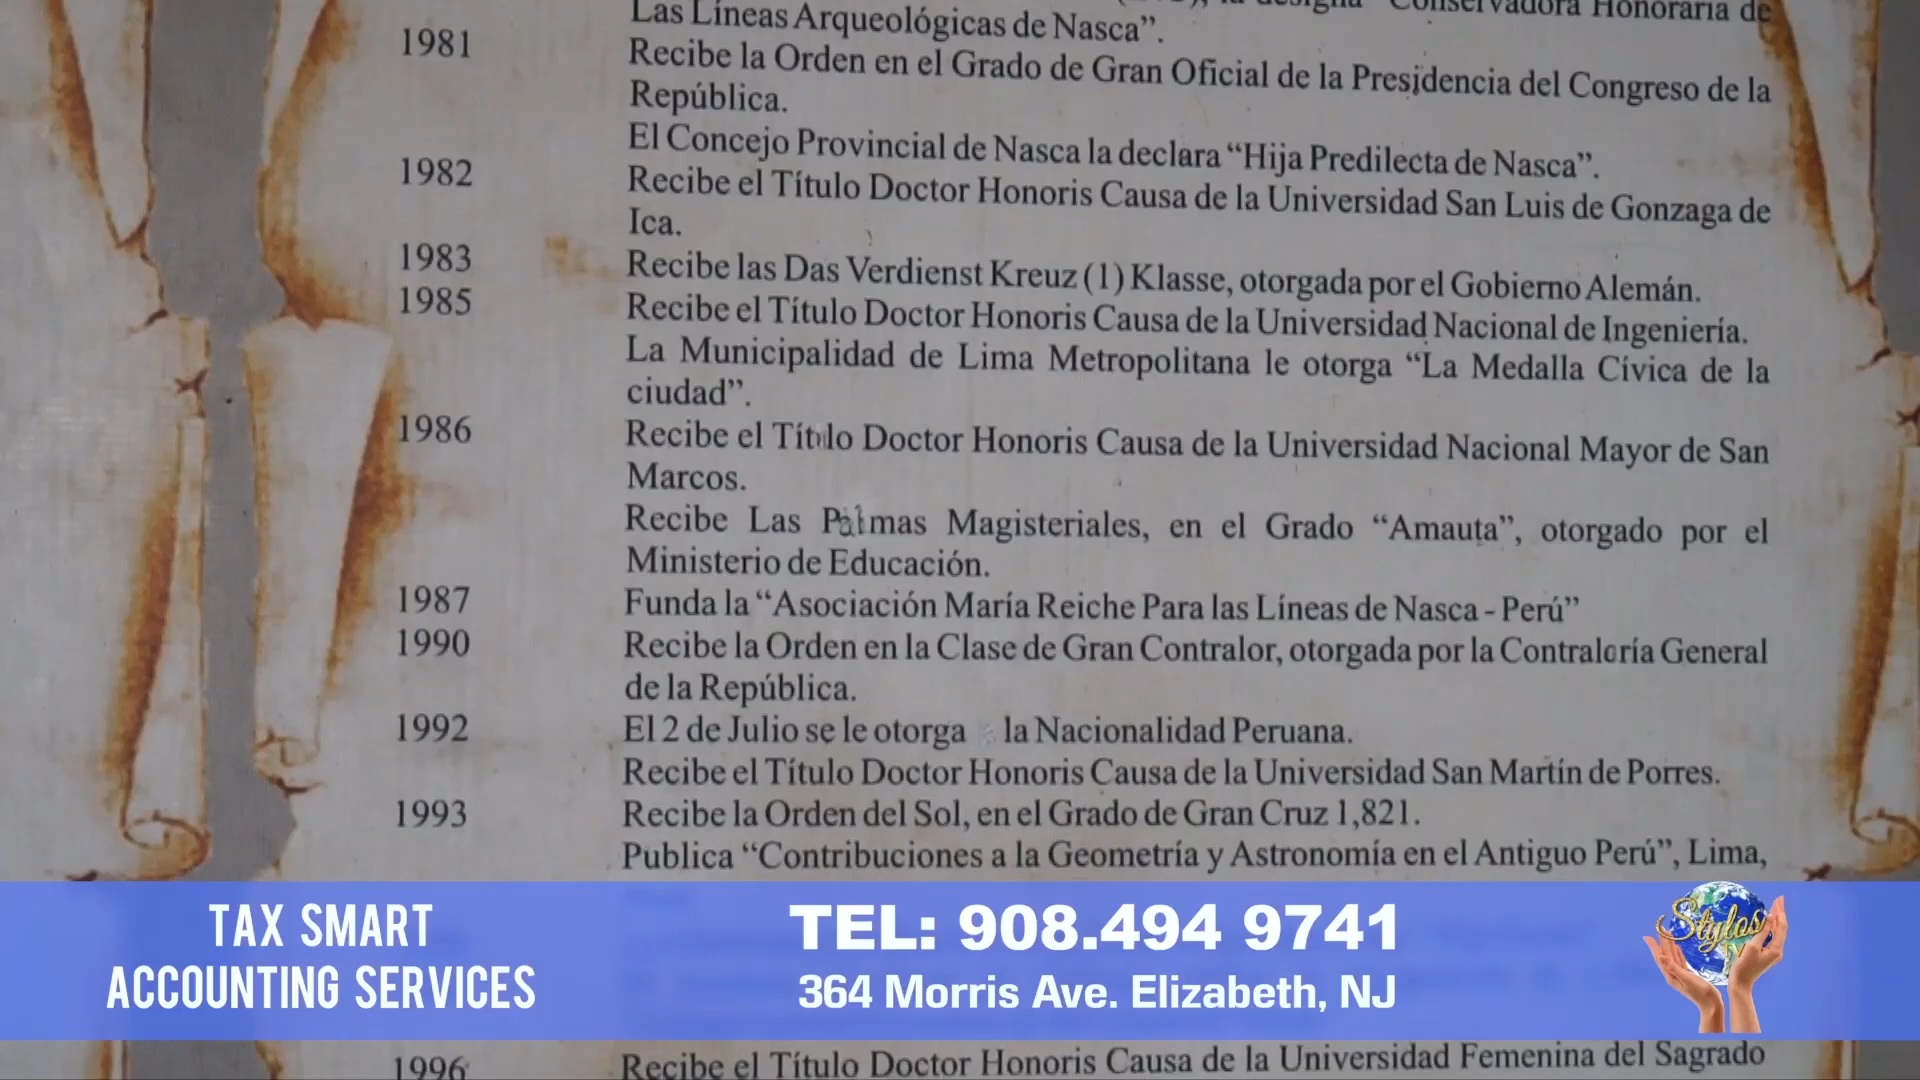 Conservadora Honoraria de
Las Líneas Arqueológicas de Nasca".
1981 Recibe la Orden en el Grado de Gran Oficial de la Presidencia del Congreso de la
República.
El Concejo Provincial de Nasca la declara "Hija Predilecta de Nasca".
1982 Recibe el Título Doctor Honoris Causa de la Universidad San Luis de Gonzaga de
Ica.
1983 Recibe las Das Verdienst Kreuz (1) Klasse, otorgada por el Gobierno Alemán.
1985 Recibe el Título Doctor Honoris Causa de la Universidad Nacional de Ingeniería.
La Municipalidad de Lima Metropolitana le otorga "La Medalla Cívica de la
ciudad".
1986 Recibe el Título Doctor Honoris Causa de la Universidad Nacional Mayor de San
Marcos.
Recibe Las Palmas Magisteriales, en el Grado "Amauta", otorgado por el
Ministerio de Educación.
1987 Funda la "Asociación María Reiche Para las Líneas de Nasca - Perú"
1990 Recibe la Orden en la Clase de Gran Contralor, otorgada por la Contraloría General
de la República.
1992 El 2 de Julio se le otorga la Nacionalidad Peruana.
Recibe el Título Doctor Honoris Causa de la Universidad San Martín de Porres.
1993 Recibe la Orden del Sol, en el Grado de Gran Cruz 1,821.
Publica "Contribuciones a la Geometría y Astronomía en el Antiguo Perú", Lima,
TAX SMART
ACCOUNTING SERVICES
TEL: 908.494 9741
364 Morris Ave. Elizabeth, NJ
Stylos
TV
1996 Recibe el Título Doctor Honoris Causa de la Universidad Femenina del Sagrado